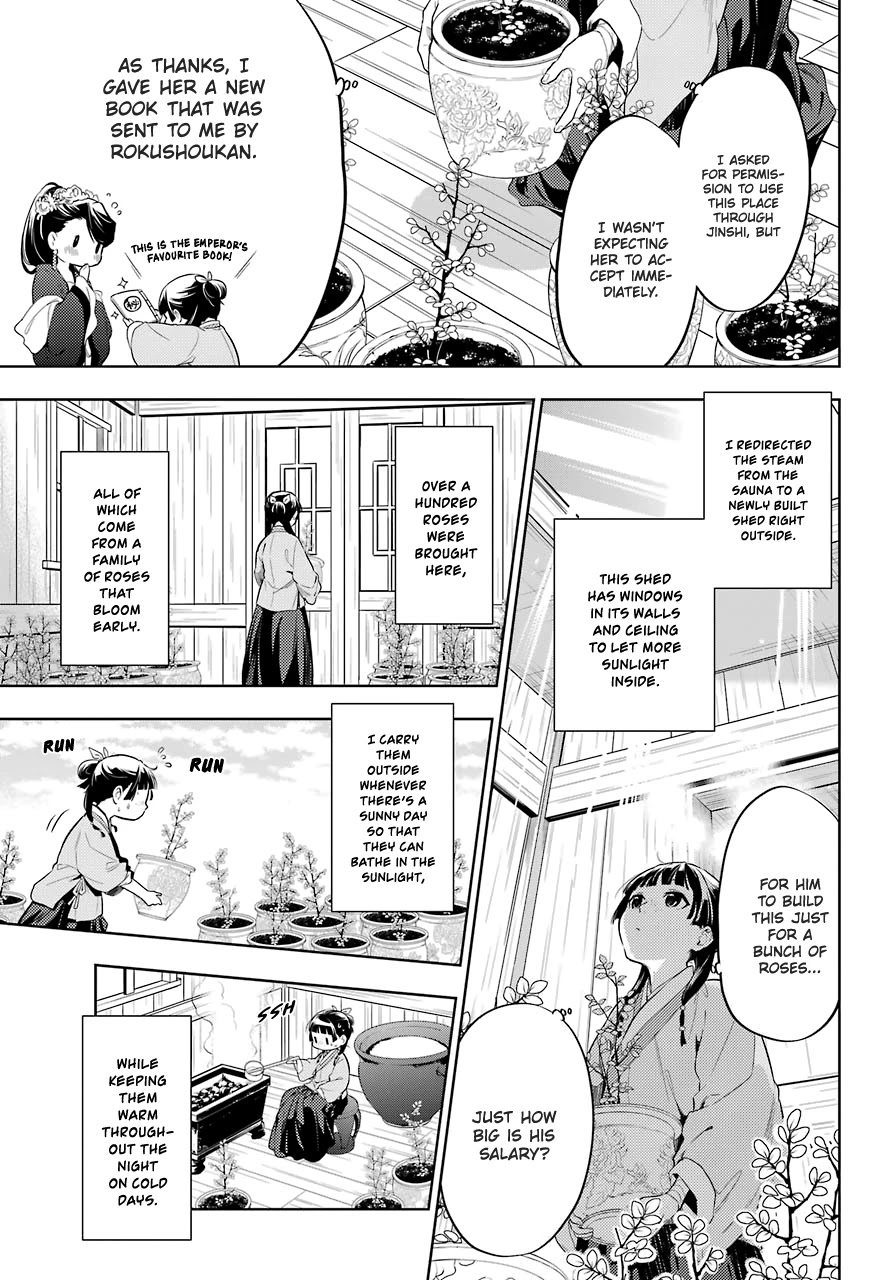 I ASKED
FOR PERMIS-
SION TO USE
THIS PLACE
THROUGH
JINSHI, BUT
I WASN'T
EXPECTING
HER TO AC-
CEPT IMME-
DIATELY.
AS THANKS, I
GAVE HER A NEW
BOOK THAT WAS
SENT TO ME BY
ROKUSHOUKAN.
THIS IS THE EMPEROR'S
FAVOURITE BOOK!
I REDIRECTED
THE STEAM
FROM THE
SAUNA TO A
NEWLY BUILT
SHED RIGHT
OUTSIDE.
THIS SHED
HAS WINDOWS
IN ITS WALLS
AND CEILING
TO LET MORE
SUNLIGHT
INSIDE.
FOR HIM
TO BUILD
THIS JUST
FOR A
BUNCH OF
ROSES...
JUST HOW
BIG IS HIS
SALARY?
OVER A
HUNDRED
ROSES
WERE
BROUGHT
HERE,
ALL OF
WHICH
COME
FROM A
FAMILY
OF ROSES
THAT
BLOOM
EARLY.
I CARRY
THEM
OUTSIDE
WHENEVER
THERE'S A
SUNNY DAY
SO THAT
THEY CAN
BATHE IN THE
SUNLIGHT,
RUN
RUN
SSH
WHILE
KEEPING
THEM
WARM
THROUGH-
OUT THE
NIGHT
ON COLD
DAYS.